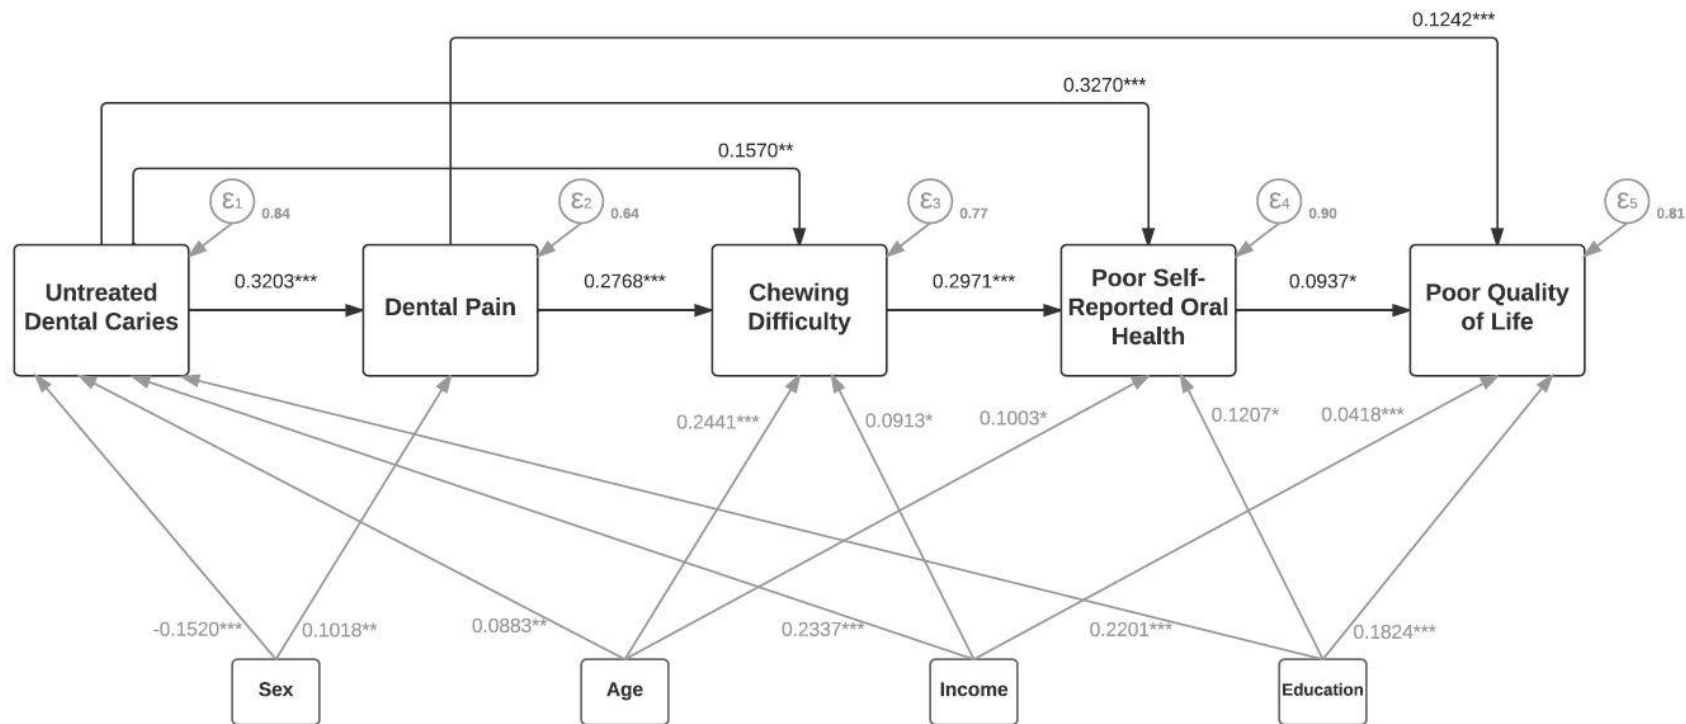 0.1242***
0.3270***
0.1570**
ε1 0.84
ε2 0.64
ε3 0.77
ε4 0.90
ε5 0.81
Untreated
Dental Caries
0.3203***
Dental Pain
0.2768***
Chewing
Difficulty
0.2971***
Poor Self-
Reported Oral
Health
0.0937*
Poor Quality
of Life
0.2441***
0.0913*
0.1003*
0.1207*
0.0418***
-0.1520***
0.1018**
0.0883**
0.2337***
0.2201***
0.1824***
Sex
Age
Income
Education